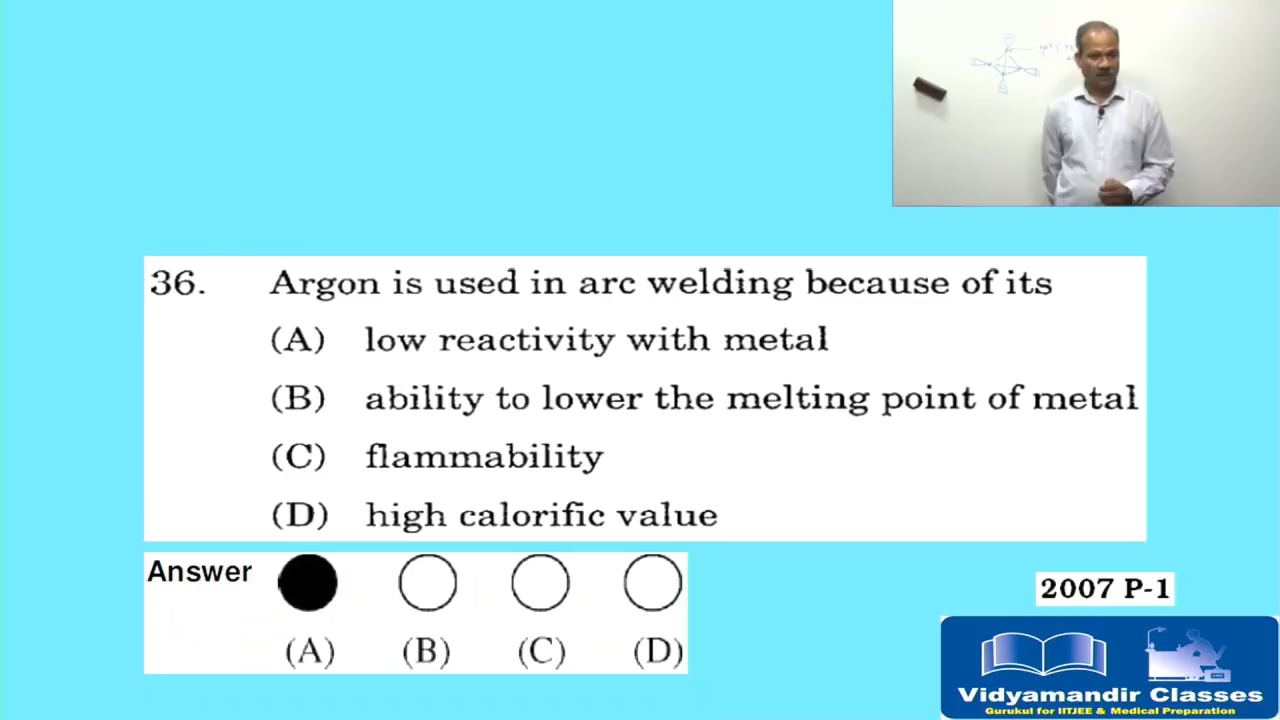 36. Argon is used in arc welding because of its
(A) low reactivity with metal
(B) ability to lower the melting point of metal
(C) flammability
(D) high calorific value
Answer
(A) (B) (C) (D)
2007 P-1
Vidyamandir Classes
Gurukul for IITJEE & Medical Preparation